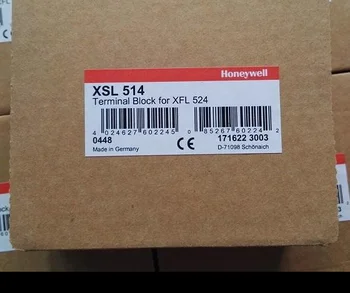 Honeywell
XSL 514
Terminal Block for XFL 524
4 024627 602245 0 85267 60224 2
0448 171622 3003
Made in Germany CE D-71098 Schönaich